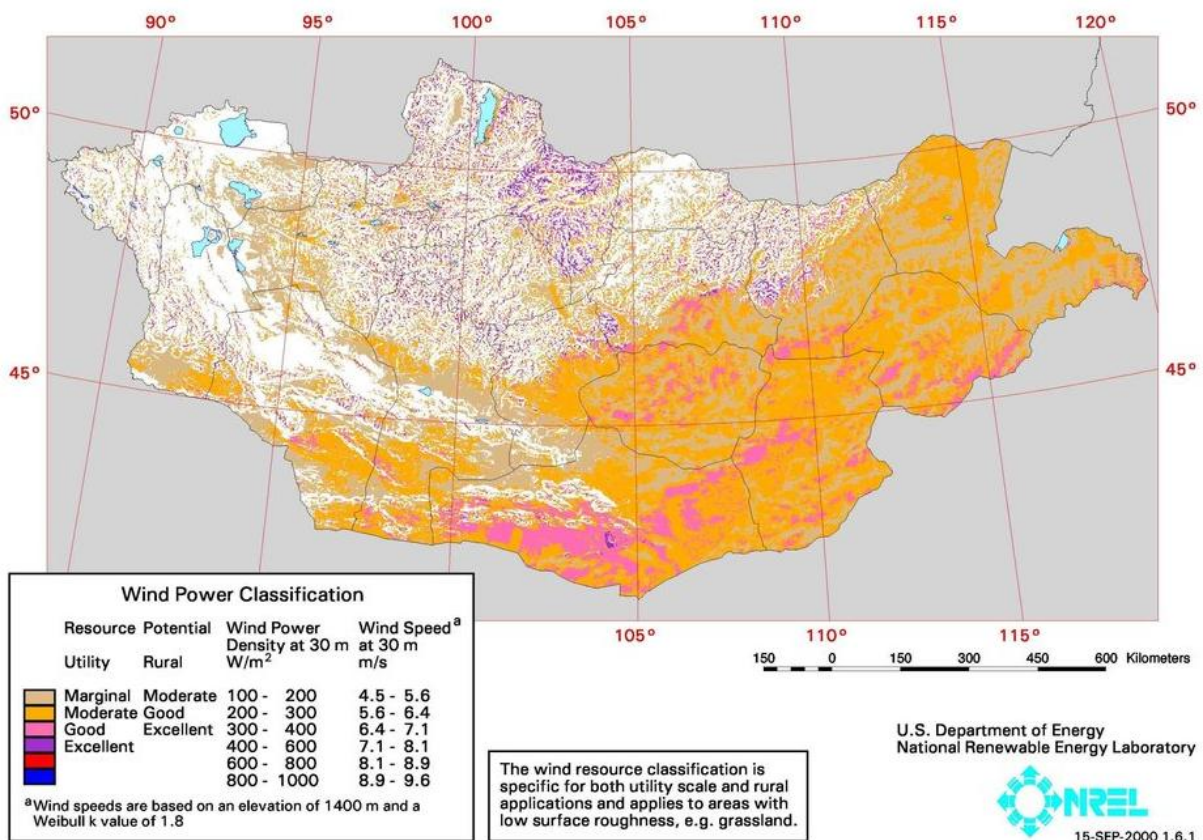 90° 95° 100° 105° 110° 115° 120°
50° 50°
45° 45°
105° 110° 115°
Wind Power Classification
Resource Potential Wind Power Wind Speed a
Density at 30 m at 30 m
Utility Rural W/m2 m/s
Marginal Moderate 100 - 200 4.5 - 5.6
Moderate Good 200 - 300 5.6 - 6.4
Good Excellent 300 - 400 6.4 - 7.1
Excellent 400 - 600 7.1 - 8.1
600 - 800 8.1 - 8.9
800 - 1000 8.9 - 9.6
a Wind speeds are based on an elevation of 1400 m and a
Weibull k value of 1.8
The wind resource classification is
specific for both utility scale and rural
applications and applies to areas with
low surface roughness, e.g. grassland.
150 0 150 300 450 600 Kilometers
U.S. Department of Energy
National Renewable Energy Laboratory
NREL
15-SEP-2000 1.6.1